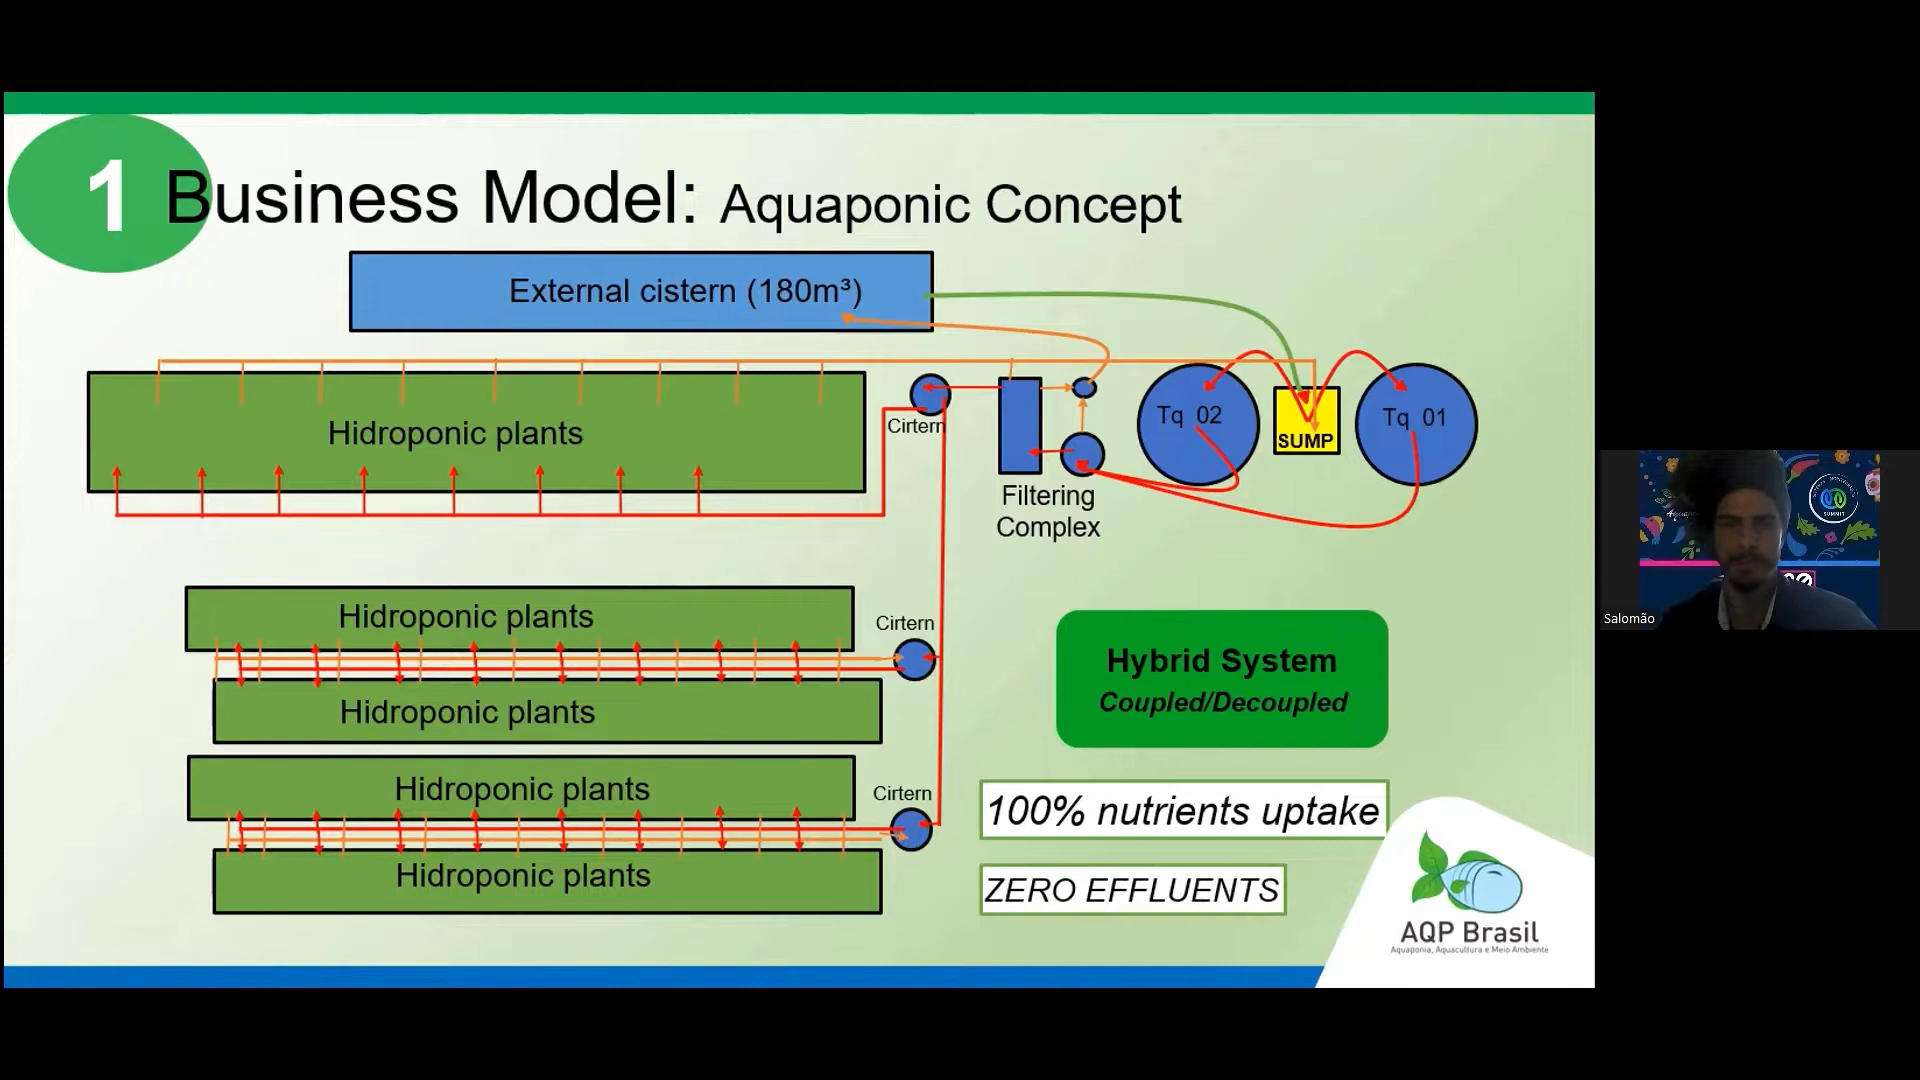 1
Business Model: Aquaponic Concept
External cistern (180m³)
Hidroponic plants
Cirtern
Filtering
Complex
Tq 02
SUMP
Tq 01
Hidroponic plants
Cirtern
Hidroponic plants
Hidroponic plants
Cirtern
Hidroponic plants
Hybrid System
Coupled/Decoupled
100% nutrients uptake
ZERO EFFLUENTS
AQP Brasil
Aquaponia, Aquacultura e Meio Ambiente
SUMMIT
Salomão